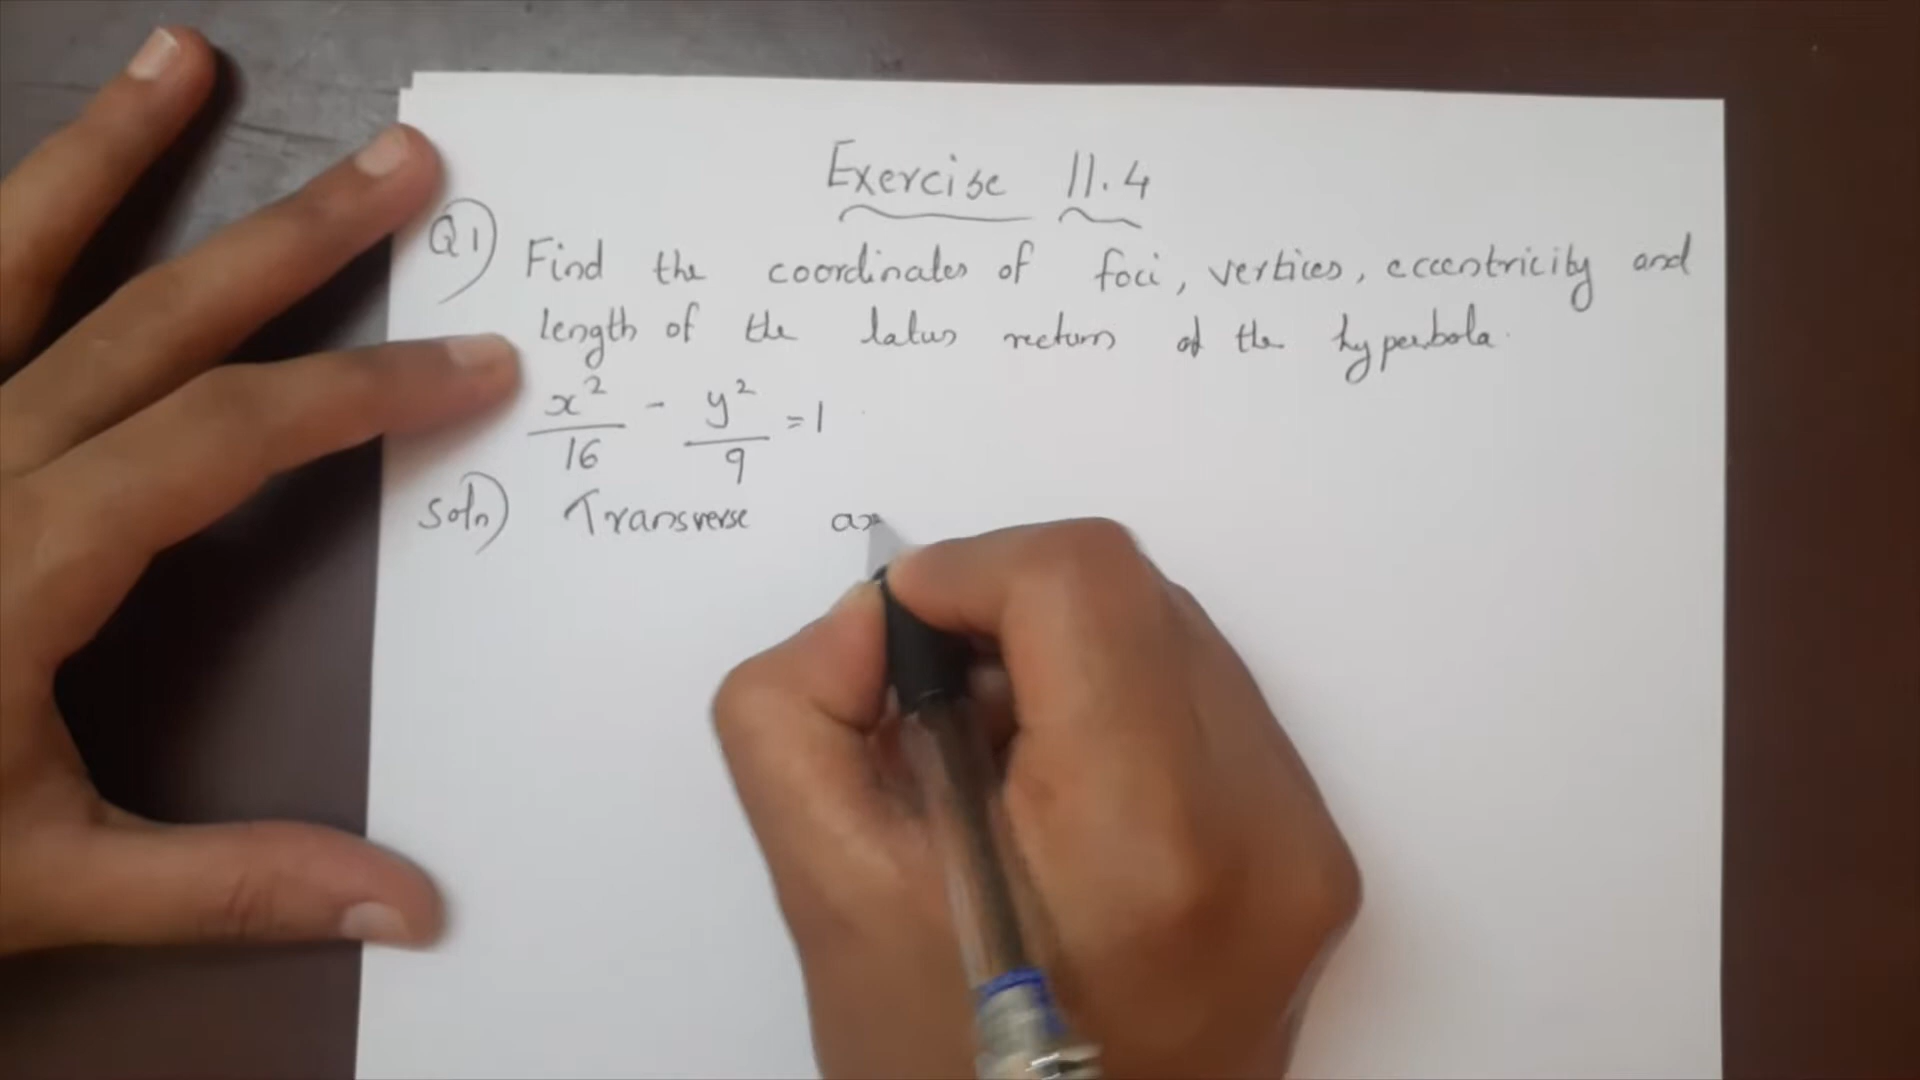 Exercise 11.4
Q1) Find the coordinates of foci, vertices, eccentricity and
length of the latus rectum of the hyperbola.
x²/16 - y²/9 = 1
Soln) Transverse ax